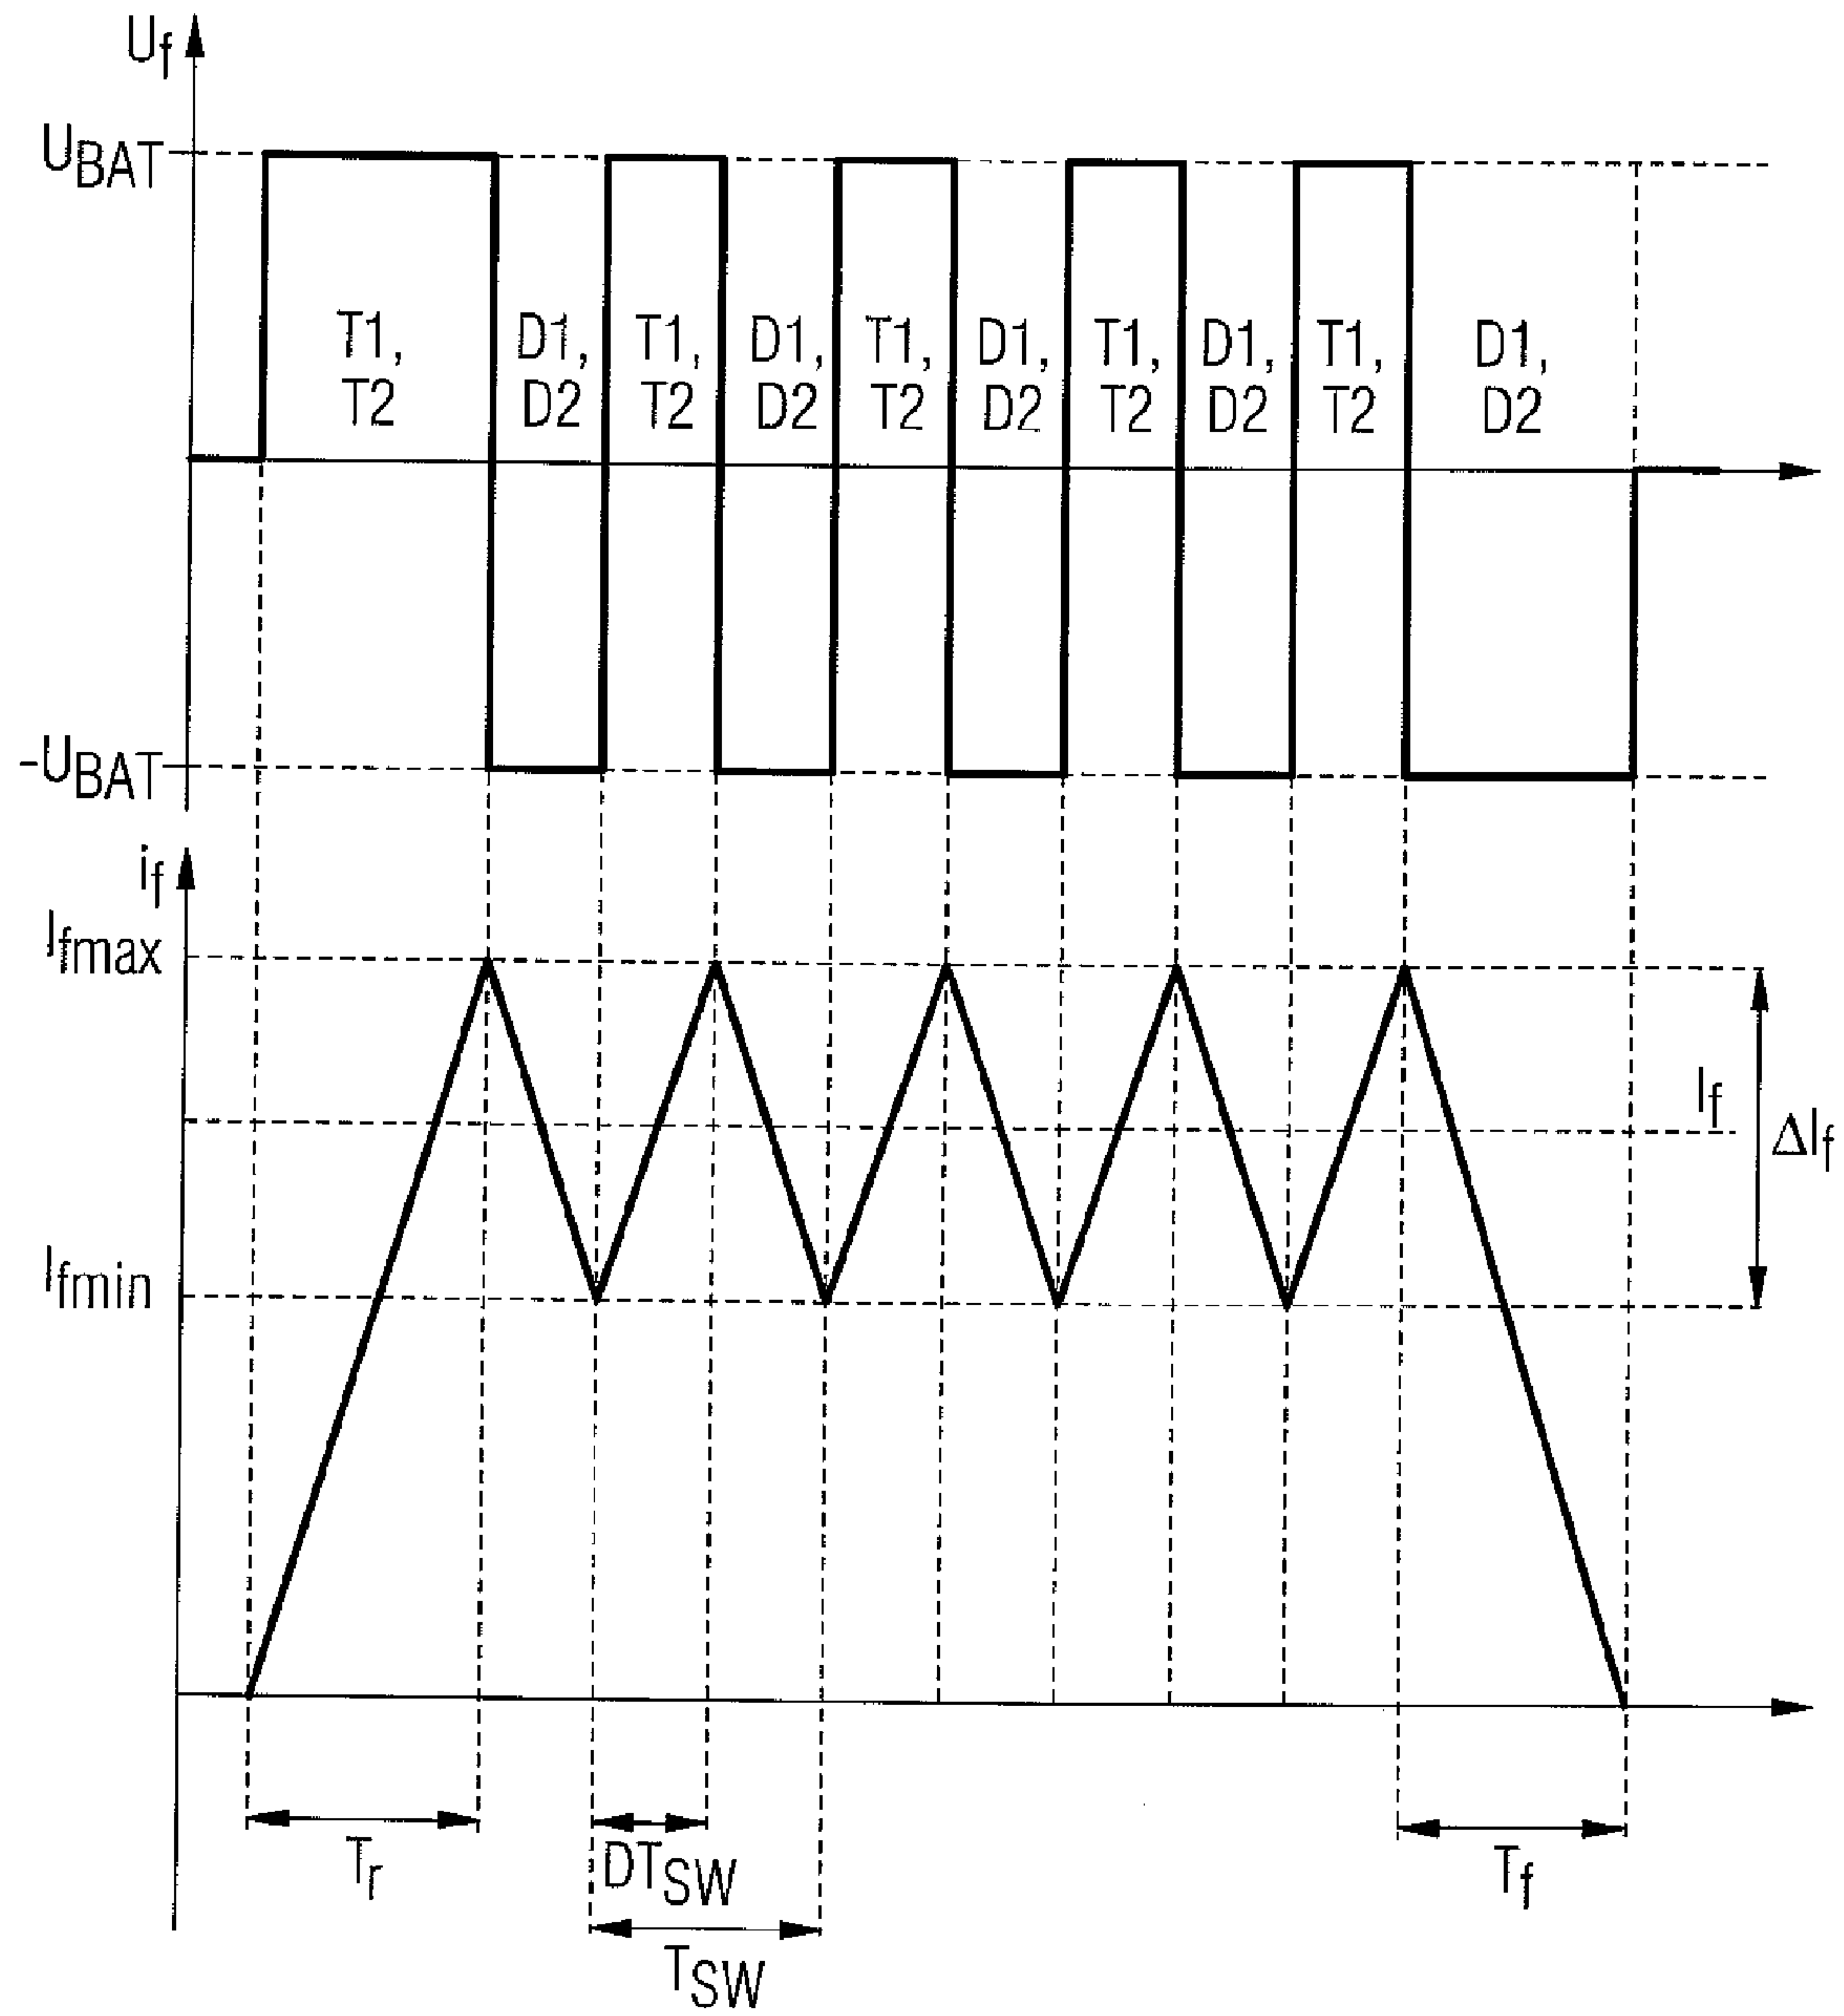 Uf
UBAT
T1, D1, T1, D1, T1, D1, T1, D1, T1, D1,
T2 D2 T2 D2 T2 D2 T2 D2 T2 D2
-UBAT
if
Ifmax
If
ΔIf
Ifmin
Tr
DTSW
Tf
TSW